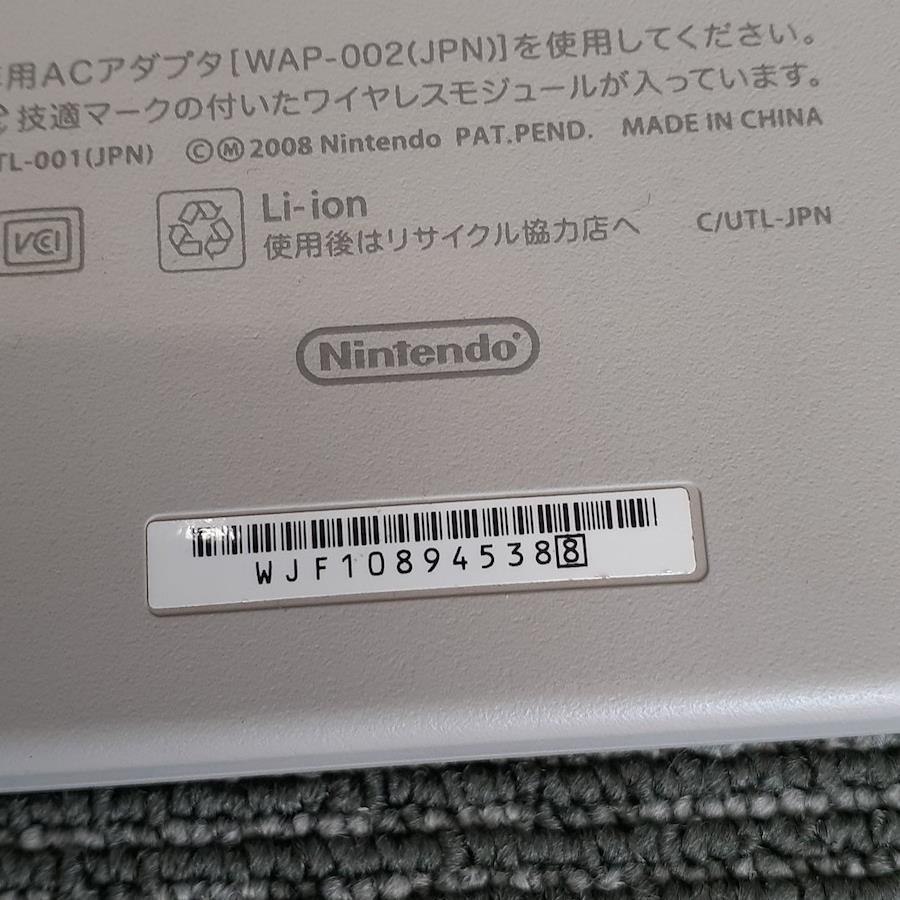 用ACアダプタ[WAP-002(JPN)]を使用してください。
技適マークの付いたワイヤレスモジュールが入っています。
TL-001(JPN) ©Ⓜ2008 Nintendo PAT.PEND. MADE IN CHINA
VCI
Li-ion
使用後はリサイクル協力店へ
C/UTL-JPN
Nintendo®
WJF108945388